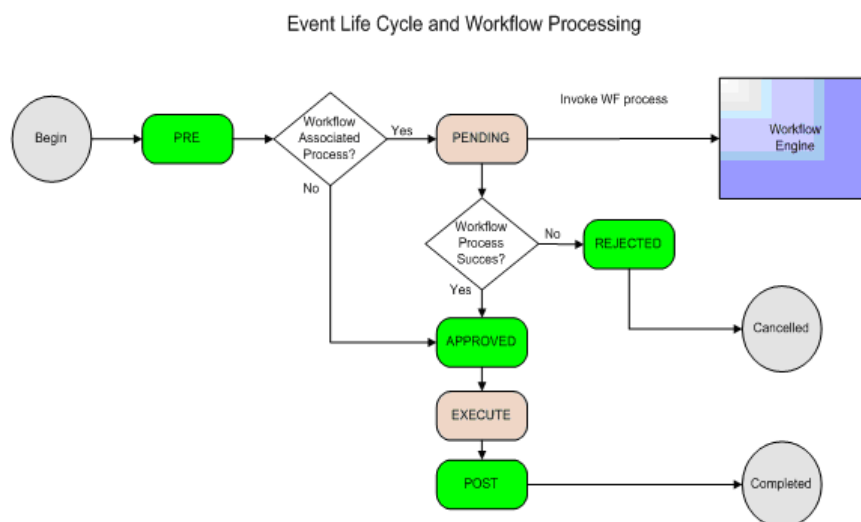 Event Life Cycle and Workflow Processing
Begin
PRE
Workflow
Associated
Process?
Yes
No
PENDING
Invoke WF process
Workflow
Engine
Workflow
Process
Succes?
No
REJECTED
Yes
Cancelled
APPROVED
EXECUTE
POST
Completed